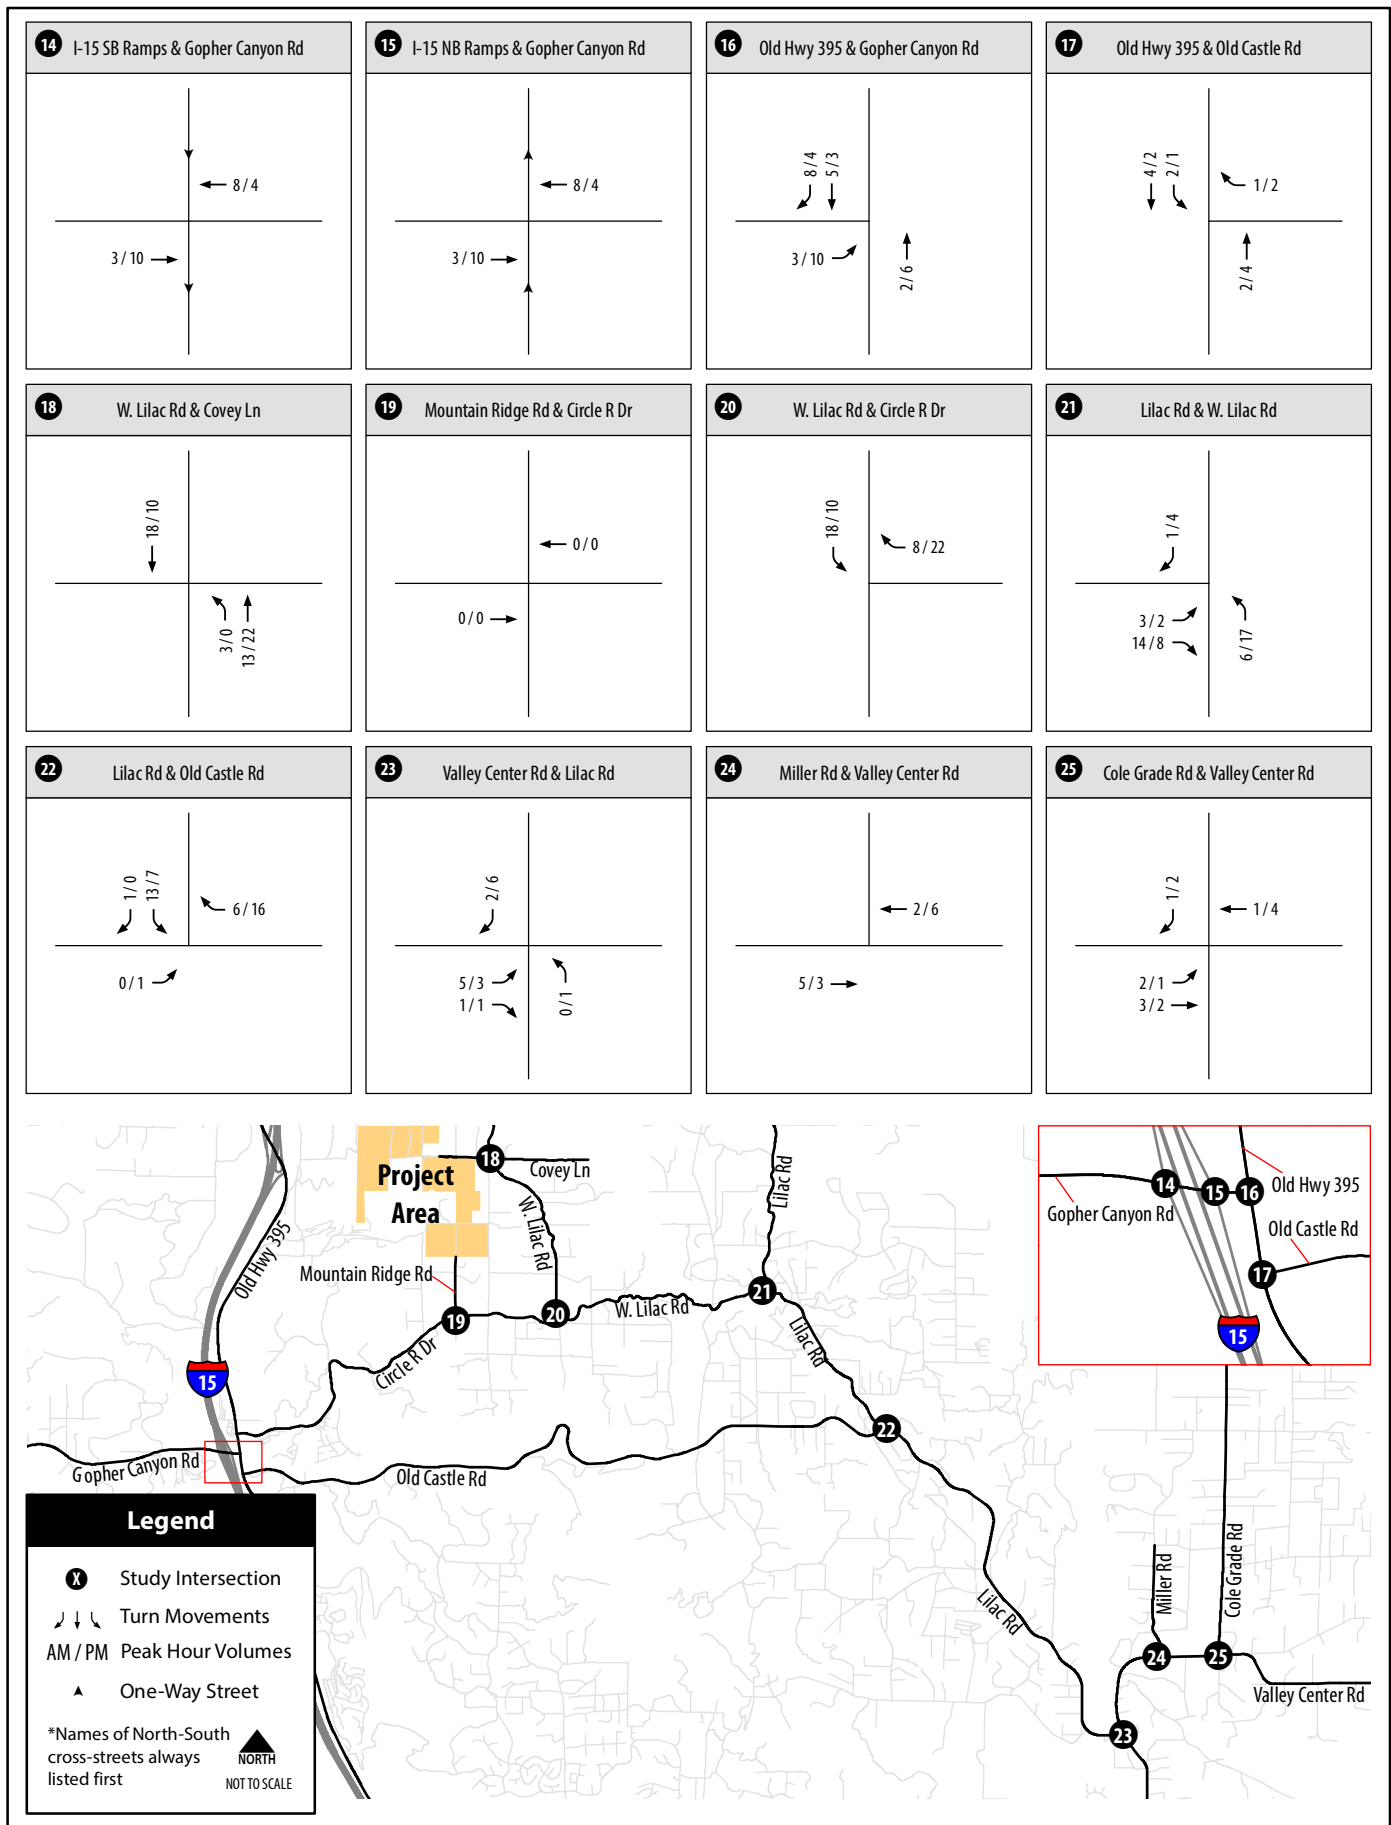 14 I-15 SB Ramps & Gopher Canyon Rd
8 / 4
3 / 10
15 I-15 NB Ramps & Gopher Canyon Rd
8 / 4
3 / 10
16 Old Hwy 395 & Gopher Canyon Rd
8 / 4
5 / 3
3 / 10
2 / 6
17 Old Hwy 395 & Old Castle Rd
4 / 2
2 / 1
1 / 2
2 / 4
18 W. Lilac Rd & Covey Ln
18 / 10
3 / 0
13 / 22
19 Mountain Ridge Rd & Circle R Dr
0 / 0
0 / 0
20 W. Lilac Rd & Circle R Dr
18 / 10
8 / 22
21 Lilac Rd & W. Lilac Rd
1 / 4
3 / 2
14 / 8
6 / 17
22 Lilac Rd & Old Castle Rd
1 / 0
13 / 7
6 / 16
0 / 1
23 Valley Center Rd & Lilac Rd
2 / 6
5 / 3
1 / 1
0 / 1
24 Miller Rd & Valley Center Rd
2 / 6
5 / 3
25 Cole Grade Rd & Valley Center Rd
1 / 2
1 / 4
2 / 1
3 / 2
Project
Area
18
Covey Ln
W. Lilac Rd
Lilac Rd
Old Hwy 395
Mountain Ridge Rd
19
20
W. Lilac Rd
21
Lilac Rd
Circle R Dr
15
22
Gopher Canyon Rd
Old Castle Rd
Lilac Rd
Miller Rd
Cole Grade Rd
24
25
Valley Center Rd
23
14
15
16
Old Hwy 395
Gopher Canyon Rd
Old Castle Rd
17
15
Legend
X Study Intersection
Turn Movements
AM / PM Peak Hour Volumes
One-Way Street
*Names of North-South
cross-streets always
listed first
NORTH
NOT TO SCALE